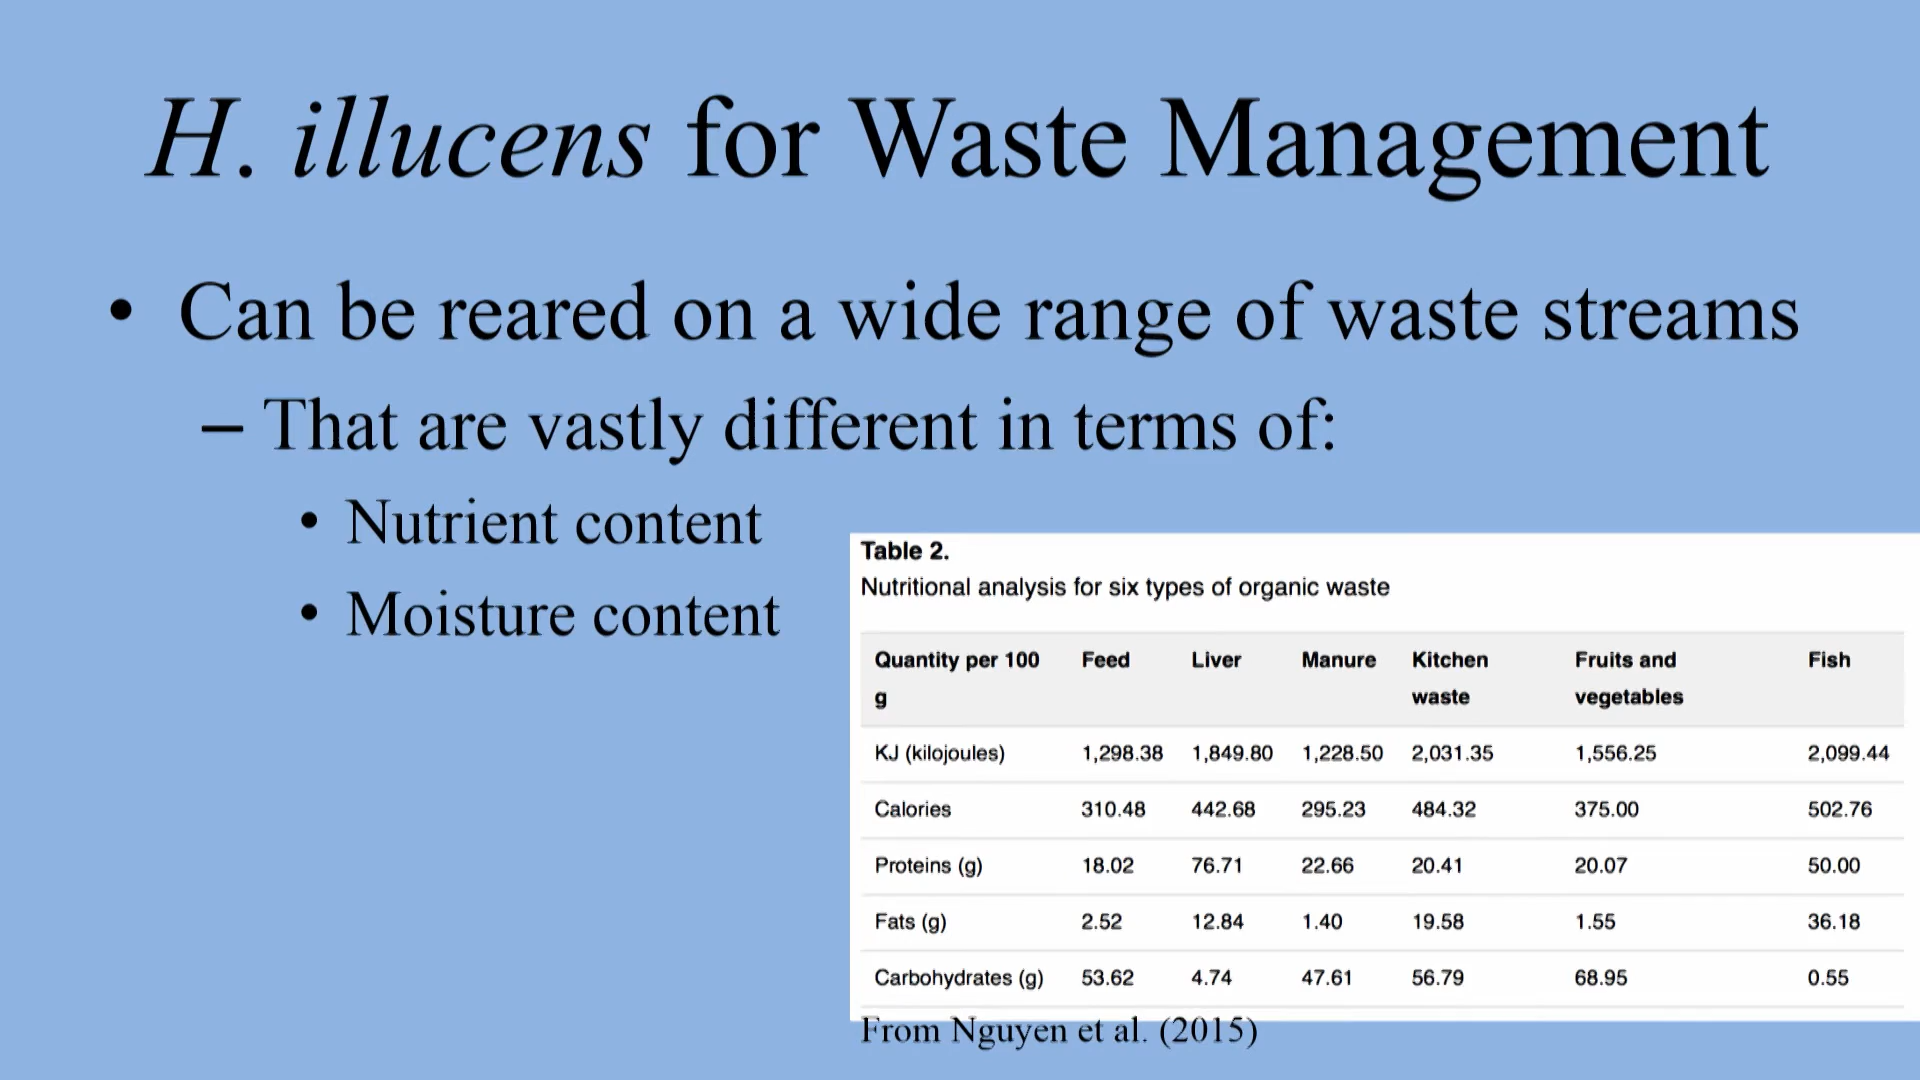 H. illucens for Waste Management
• Can be reared on a wide range of waste streams
– That are vastly different in terms of:
• Nutrient content
• Moisture content
Table 2.
Nutritional analysis for six types of organic waste
Quantity per 100 g Feed Liver Manure Kitchen waste Fruits and vegetables Fish
KJ (kilojoules) 1,298.38 1,849.80 1,228.50 2,031.35 1,556.25 2,099.44
Calories 310.48 442.68 295.23 484.32 375.00 502.76
Proteins (g) 18.02 76.71 22.66 20.41 20.07 50.00
Fats (g) 2.52 12.84 1.40 19.58 1.55 36.18
Carbohydrates (g) 53.62 4.74 47.61 56.79 68.95 0.55
From Nguyen et al. (2015)